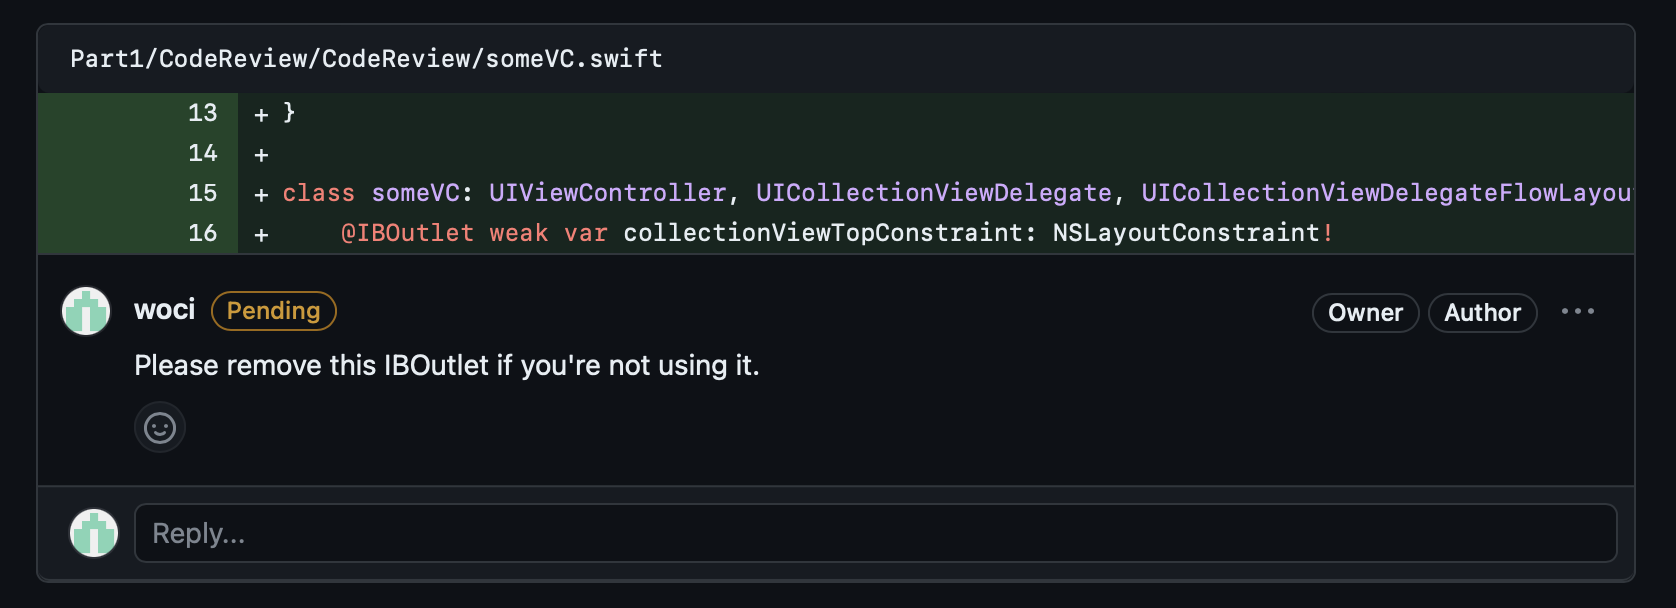 Part1/CodeReview/CodeReview/someVC.swift
13 + }
14 +
15 + class someVC: UIViewController, UICollectionViewDelegate, UICollectionViewDelegateFlowLayou
16 + @IBOutlet weak var collectionViewTopConstraint: NSLayoutConstraint!
woci Pending Owner Author ...
Please remove this IBOutlet if you're not using it.
Reply...